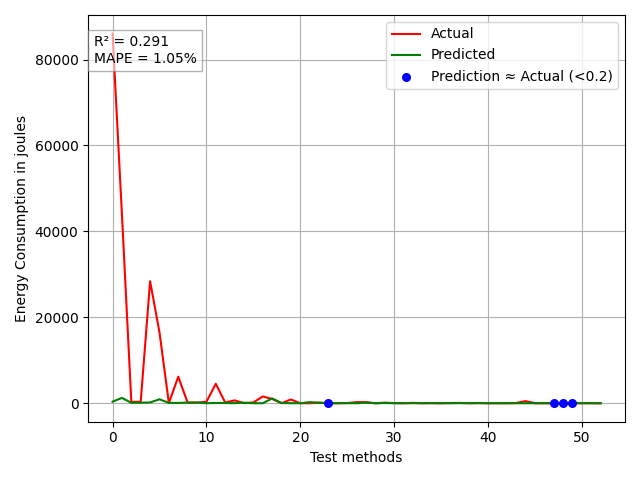 R² = 0.291
MAPE = 1.05%
Actual
Predicted
Prediction ≈ Actual (<0.2)
80000
60000
40000
20000
0
Energy Consumption in joules
0 10 20 30 40 50
Test methods